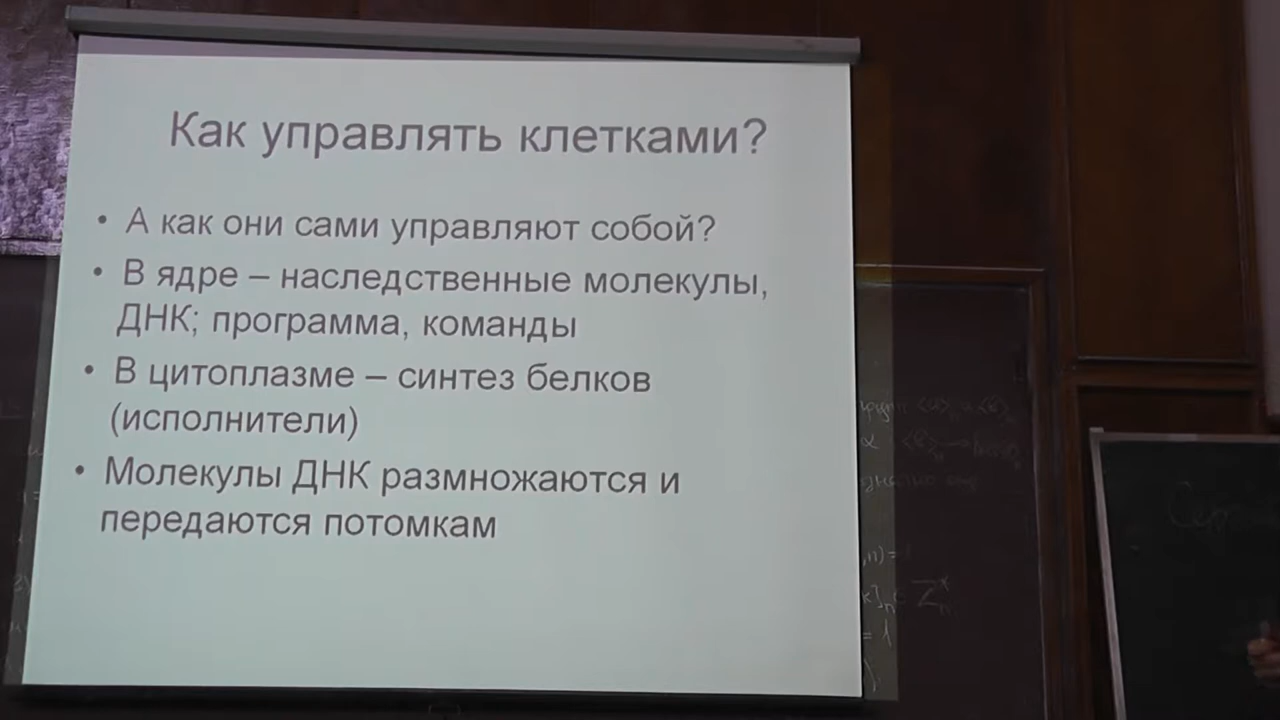 Как управлять клетками?
• А как они сами управляют собой?
• В ядре – наследственные молекулы,
ДНК; программа, команды
• В цитоплазме – синтез белков
(исполнители)
• Молекулы ДНК размножаются и
передаются потомкам